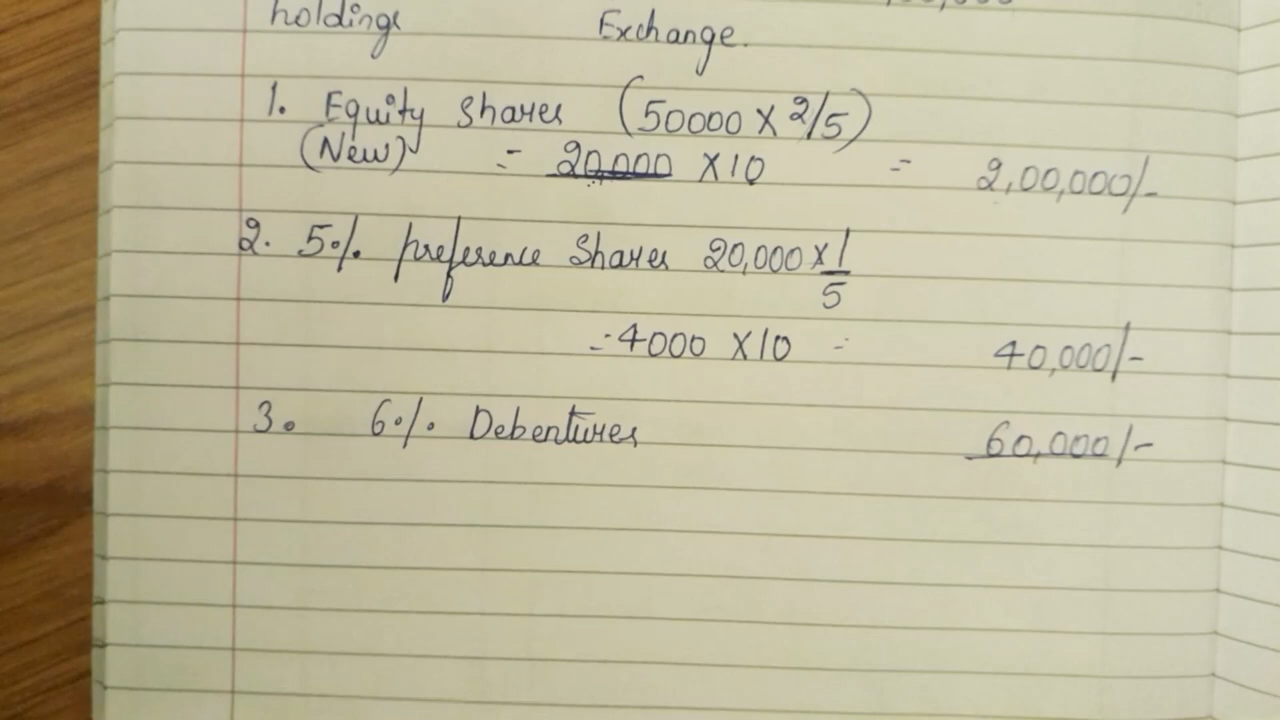 holdings Exchange.
1. Equity Shares (50000 X 2/5)
(New) = 20,000 X 10 = 2,00,000/-
2. 5% preference Shares 20,000 x 1/5
= 4000 X 10 = 40,000/-
3. 6% Debentures 60,000/-